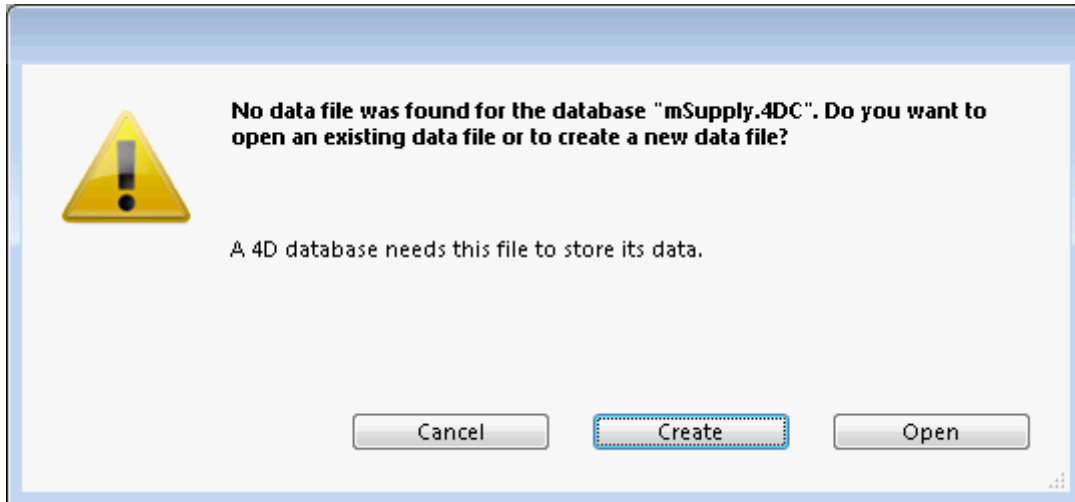 No data file was found for the database "mSupply.4DC". Do you want to
open an existing data file or to create a new data file?
A 4D database needs this file to store its data.
Cancel Create Open